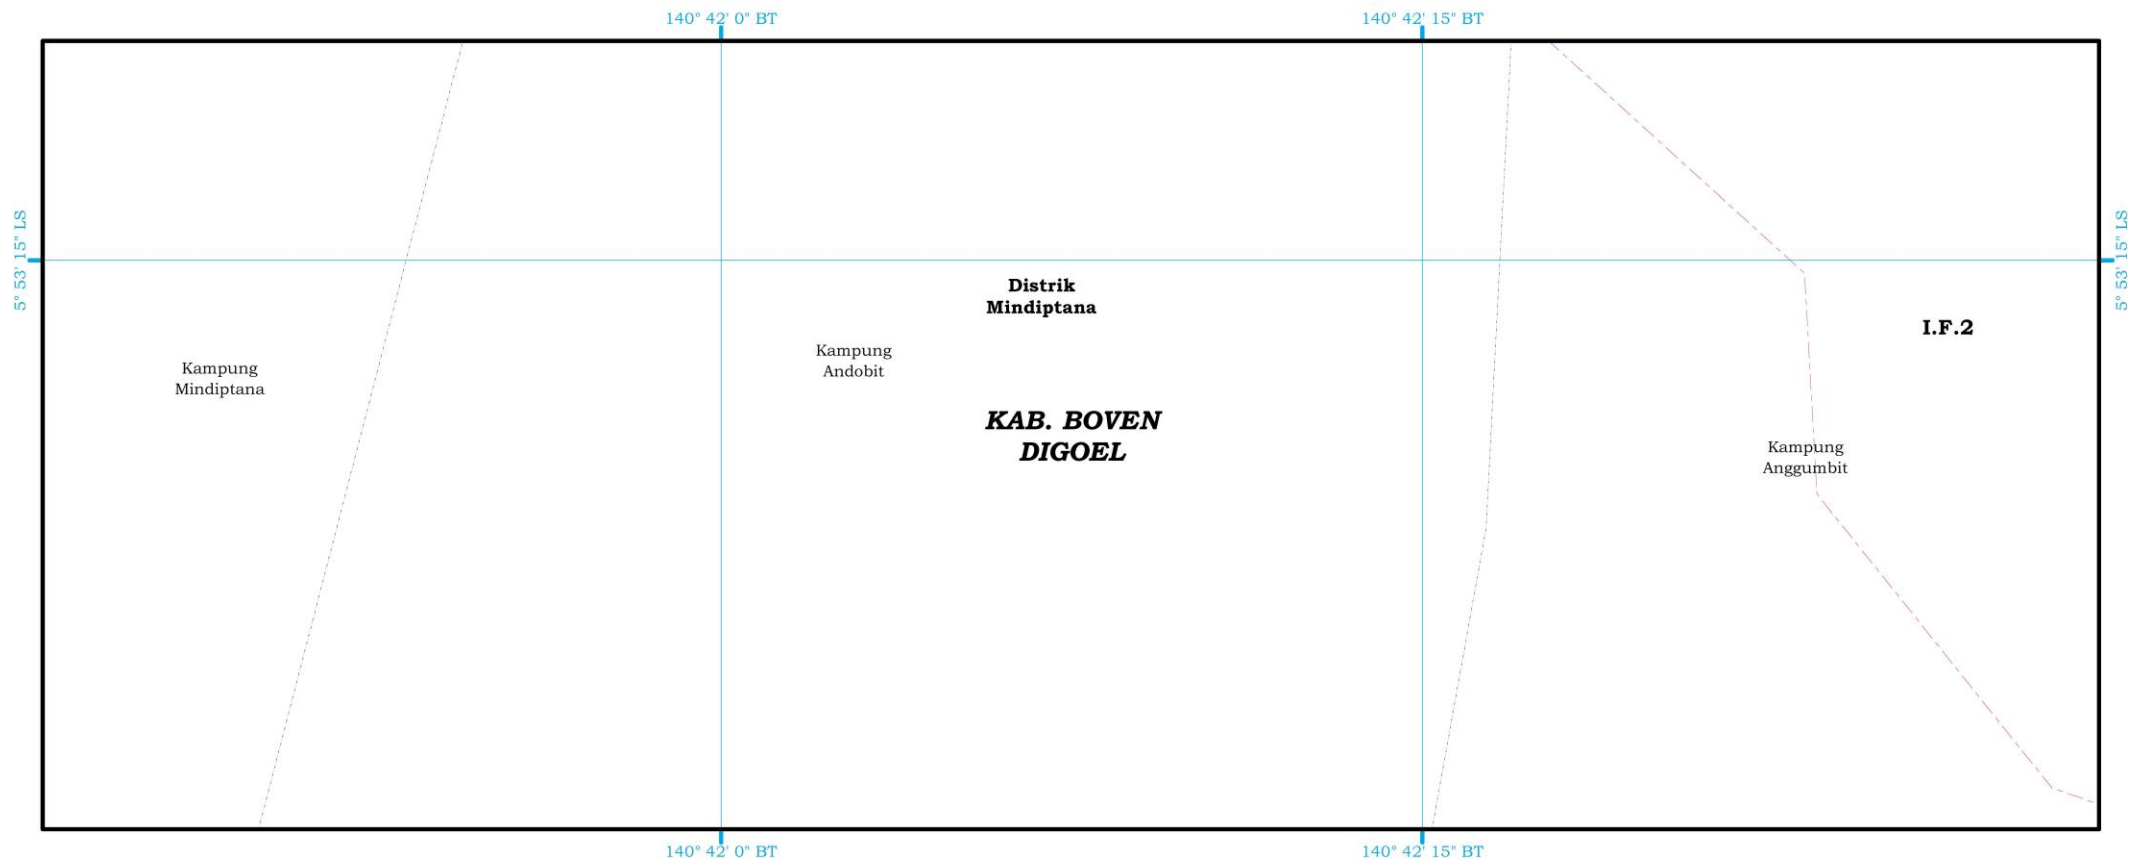 140° 42' 0" BT
140° 42' 15" BT
5° 53' 15" LS
5° 53' 15" LS
Distrik
Mindiptana
I.F.2
Kampung
Andobit
Kampung
Mindiptana
KAB. BOVEN
DIGOEL
Kampung
Anggumbit
140° 42' 0" BT
140° 42' 15" BT